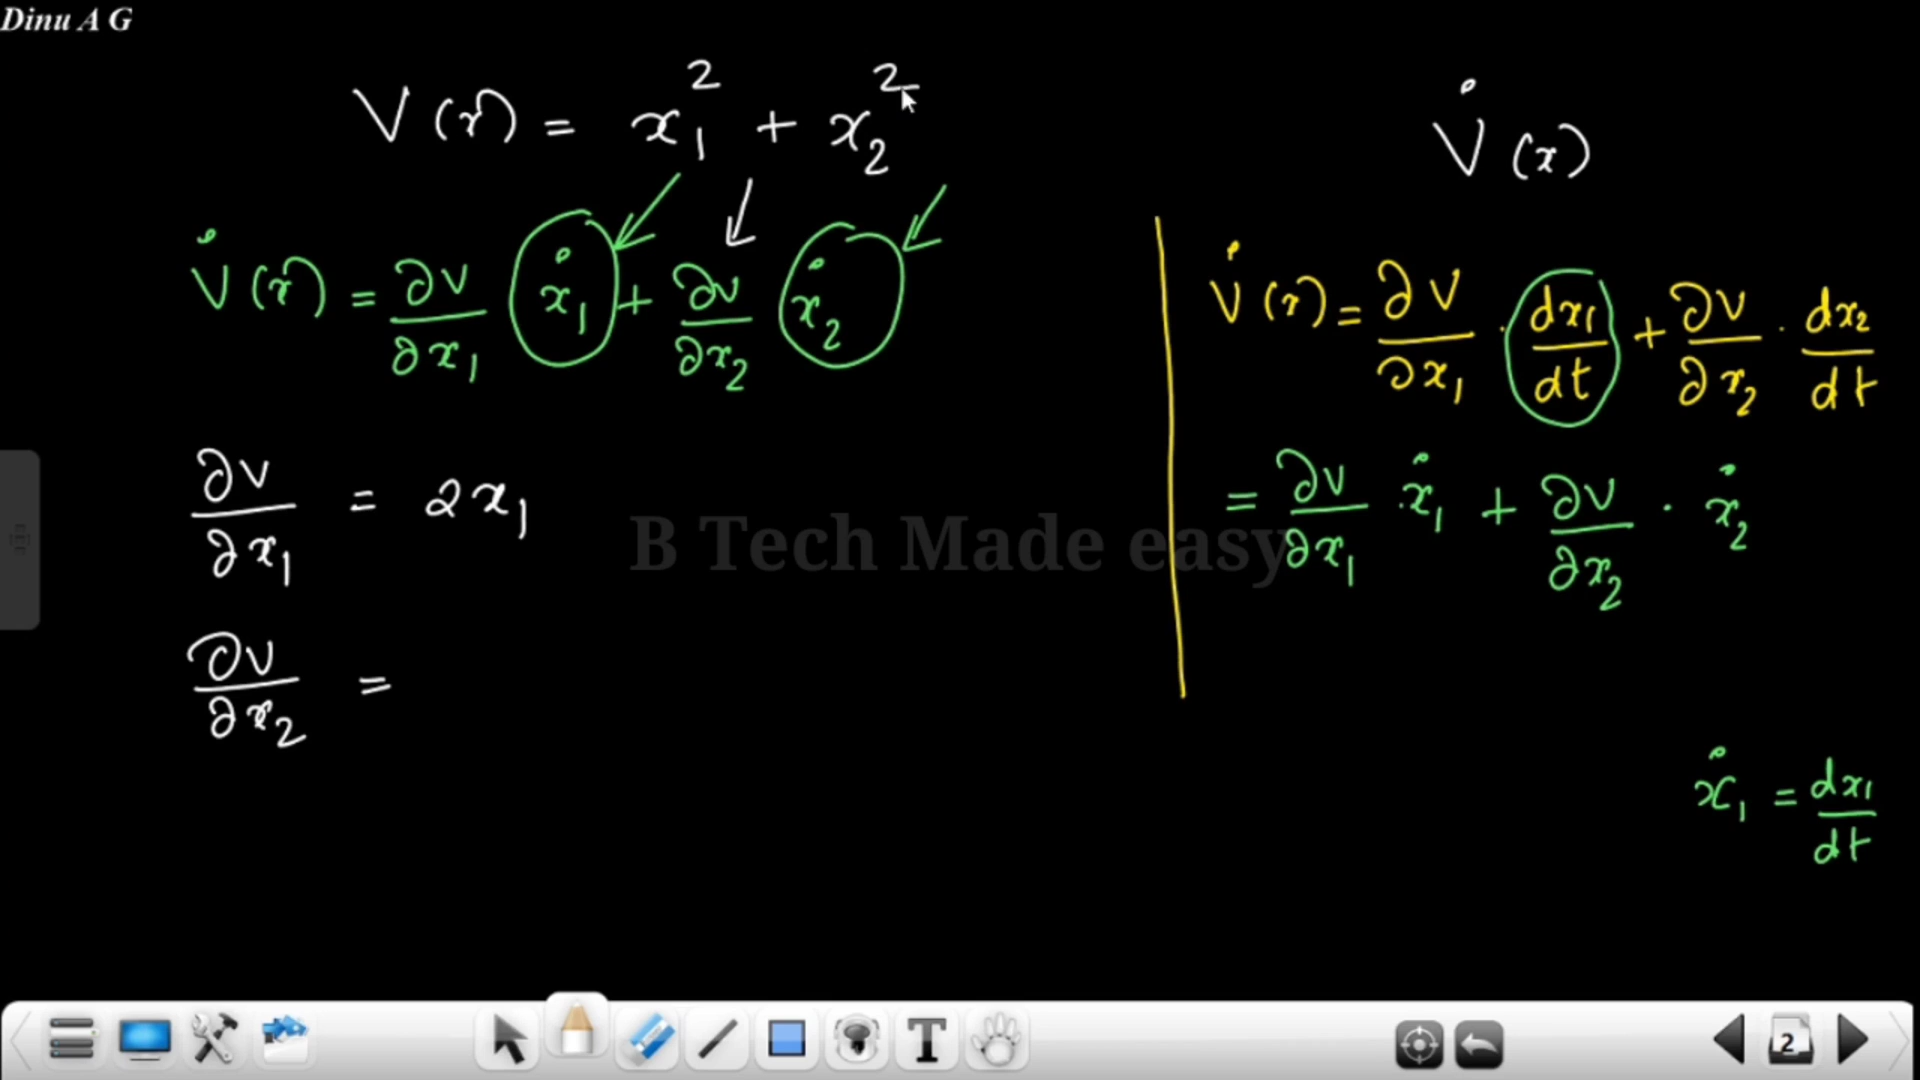 Dinu A G
V(x) = x₁² + x₂²
V̇(x) = ∂V/∂x₁ ẋ₁ + ∂V/∂x₂ ẋ₂
∂V/∂x₁ = 2x₁
∂V/∂x₂ =
V̇(x)
V̇(x) = ∂V/∂x₁ · dx₁/dt + ∂V/∂x₂ · dx₂/dt
= ∂V/∂x₁ · ẋ₁ + ∂V/∂x₂ · ẋ₂
ẋ₁ = dx₁/dt
B Tech Made easy
T
2